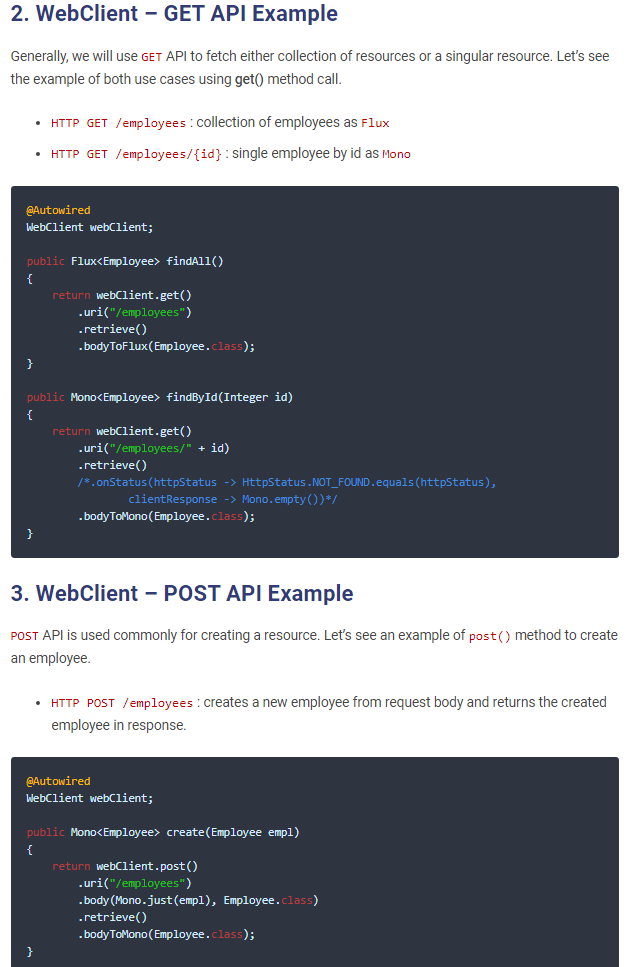 2. WebClient – GET API Example
Generally, we will use GET API to fetch either collection of resources or a singular resource. Let’s see
the example of both use cases using get() method call.
• HTTP GET /employees : collection of employees as Flux
• HTTP GET /employees/{id} : single employee by id as Mono
@Autowired
WebClient webClient;

public Flux<Employee> findAll()
{
    return webClient.get()
        .uri("/employees")
        .retrieve()
        .bodyToFlux(Employee.class);
}

public Mono<Employee> findById(Integer id)
{
    return webClient.get()
        .uri("/employees/" + id)
        .retrieve()
        /*.onStatus(httpStatus -> HttpStatus.NOT_FOUND.equals(httpStatus),
                clientResponse -> Mono.empty())*/
        .bodyToMono(Employee.class);
}
3. WebClient – POST API Example
POST API is used commonly for creating a resource. Let’s see an example of post() method to create
an employee.
• HTTP POST /employees : creates a new employee from request body and returns the created
employee in response.
@Autowired
WebClient webClient;

public Mono<Employee> create(Employee empl)
{
    return webClient.post()
        .uri("/employees")
        .body(Mono.just(empl), Employee.class)
        .retrieve()
        .bodyToMono(Employee.class);
}